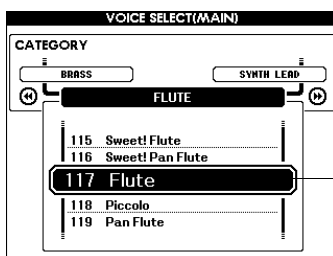 VOICE SELECT(MAIN)
CATEGORY
BRASS SYNTH LEAD
FLUTE
115 Sweet! Flute
116 Sweet! Pan Flute
117 Flute
118 Piccolo
119 Pan Flute